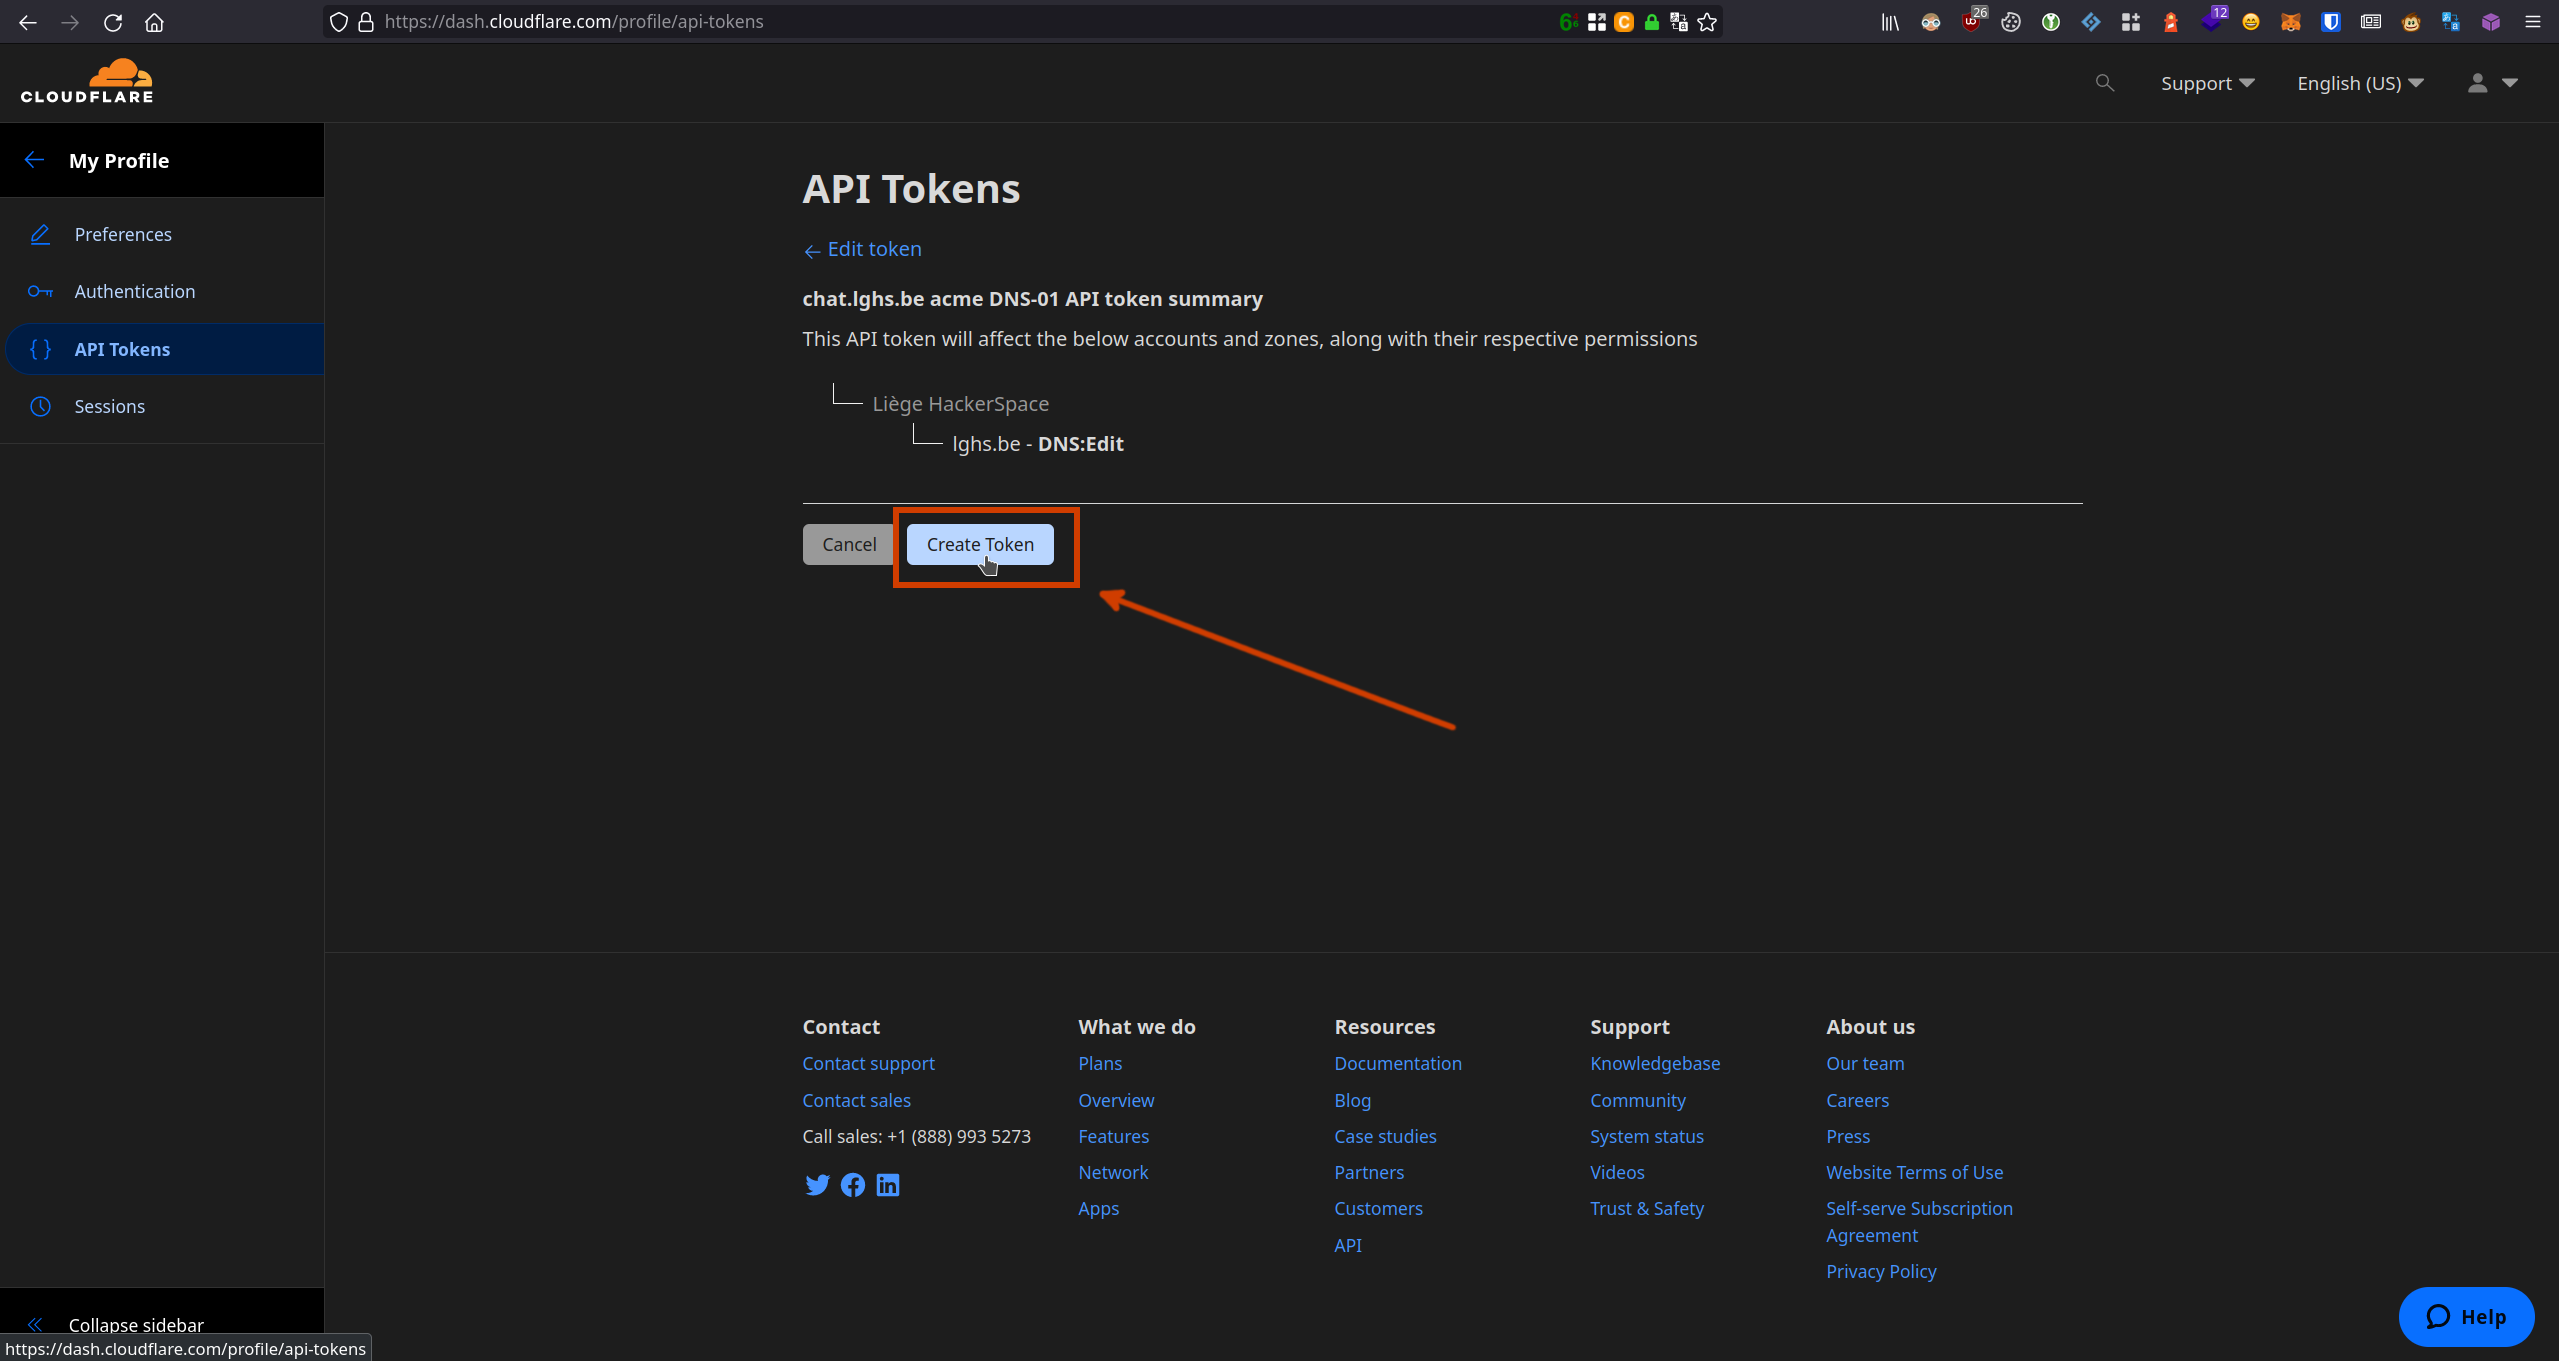 https://dash.cloudflare.com/profile/api-tokens
26
12
CLOUDFLARE
Support
English (US)
My Profile
Preferences
Authentication
API Tokens
Sessions
API Tokens
← Edit token
chat.lghs.be acme DNS-01 API token summary
This API token will affect the below accounts and zones, along with their respective permissions
Liège HackerSpace
lghs.be - DNS:Edit
Cancel
Create Token
Contact
Contact support
Contact sales
Call sales: +1 (888) 993 5273
What we do
Plans
Overview
Features
Network
Apps
Resources
Documentation
Blog
Case studies
Partners
Customers
API
Support
Knowledgebase
Community
System status
Videos
Trust & Safety
About us
Our team
Careers
Press
Website Terms of Use
Self-serve Subscription
Agreement
Privacy Policy
Help
Collapse sidebar
https://dash.cloudflare.com/profile/api-tokens